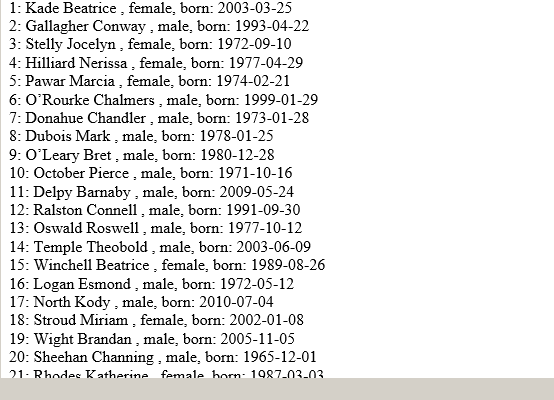 1: Kade Beatrice , female, born: 2003-03-25
2: Gallagher Conway , male, born: 1993-04-22
3: Stelly Jocelyn , female, born: 1972-09-10
4: Hilliard Nerissa , female, born: 1977-04-29
5: Pawar Marcia , female, born: 1974-02-21
6: O’Rourke Chalmers , male, born: 1999-01-29
7: Donahue Chandler , male, born: 1973-01-28
8: Dubois Mark , male, born: 1978-01-25
9: O’Leary Bret , male, born: 1980-12-28
10: October Pierce , male, born: 1971-10-16
11: Delpy Barnaby , male, born: 2009-05-24
12: Ralston Connell , male, born: 1991-09-30
13: Oswald Roswell , male, born: 1977-10-12
14: Temple Theobold , male, born: 2003-06-09
15: Winchell Beatrice , female, born: 1989-08-26
16: Logan Esmond , male, born: 1972-05-12
17: North Kody , male, born: 2010-07-04
18: Stroud Miriam , female, born: 2002-01-08
19: Wight Brandan , male, born: 2005-11-05
20: Sheehan Channing , male, born: 1965-12-01
21: Rhodes Katherine , female, born: 1987-03-03